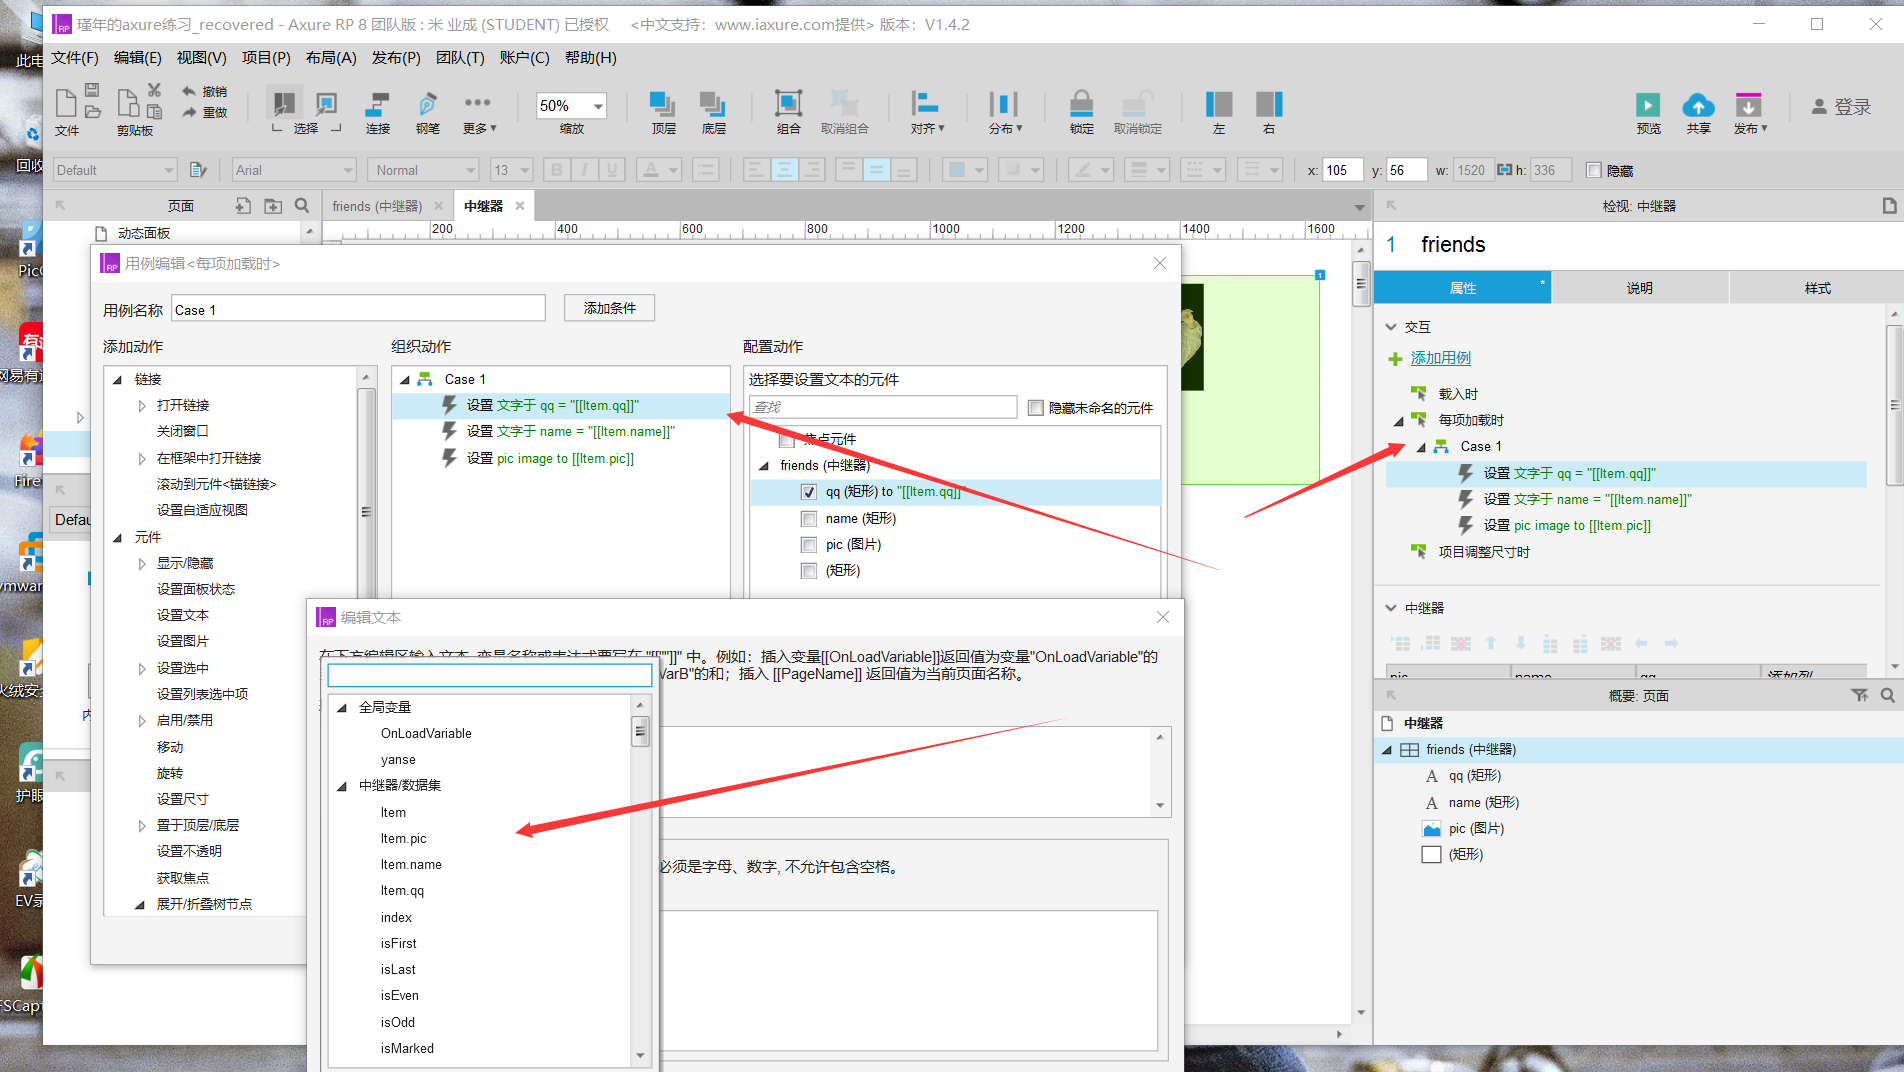 瑾年的axure练习_recovered - Axure RP 8 团队版 : 米 业成 (STUDENT) 已授权 <中文支持：www.iaxure.com提供> 版本：V1.4.2
文件(F) 编辑(E) 视图(V) 项目(P) 布局(A) 发布(P) 团队(T) 账户(C) 帮助(H)
撤销
重做
50%
登录
文件 剪贴板 选择 连接 钢笔 更多 缩放 顶层 底层 组合 取消组合 对齐 分布 锁定 取消锁定 左 右 预览 共享 发布
Default Arial Normal 13 B I U A x: 105 y: 56 w: 1520 h: 336 隐藏
页面 friends (中继器) 中继器 检视: 中继器
动态面板
200 400 600 800 1000 1200 1400 1600
1 friends
属性 * 说明 样式
交互
添加用例
载入时
每项加载时
Case 1
设置 文字于 qq = "[[Item.qq]]"
设置 文字于 name = "[[Item.name]]"
设置 pic image to [[Item.pic]]
项目调整尺寸时
中继器
pic name qq 添加列
概要: 页面
中继器
friends (中继器)
qq (矩形)
name (矩形)
pic (图片)
(矩形)
用例编辑<每项加载时>
用例名称 Case 1 添加条件
添加动作 组织动作 配置动作
链接
打开链接
关闭窗口
在框架中打开链接
滚动到元件<锚链接>
设置自适应视图
元件
显示/隐藏
设置面板状态
设置文本
设置图片
设置选中
设置列表选中项
启用/禁用
移动
旋转
设置尺寸
置于顶层/底层
设置不透明
获取焦点
展开/折叠树节点
Case 1
设置 文字于 qq = "[[Item.qq]]"
设置 文字于 name = "[[Item.name]]"
设置 pic image to [[Item.pic]]
选择要设置文本的元件
查找 隐藏未命名的元件
焦点元件
friends (中继器)
qq (矩形) to "[[Item.qq]]"
name (矩形)
pic (图片)
(矩形)
编辑文本
在下方编辑区输入文本, 变量名称或表达式要写在 "[[""]]" 中。例如：插入变量[[OnLoadVariable]]返回值为变量"OnLoadVariable"的
VarB"的和；插入 [[PageName]] 返回值为当前页面名称。
全局变量
OnLoadVariable
yanse
中继器/数据集
Item
Item.pic
Item.name
Item.qq
index
isFirst
isLast
isEven
isOdd
isMarked
必须是字母、数字, 不允许包含空格。
此电
回收
PicC
网易有道
Firef
vmware
火绒安
护眼
EV录
FSCapt
Defau
1